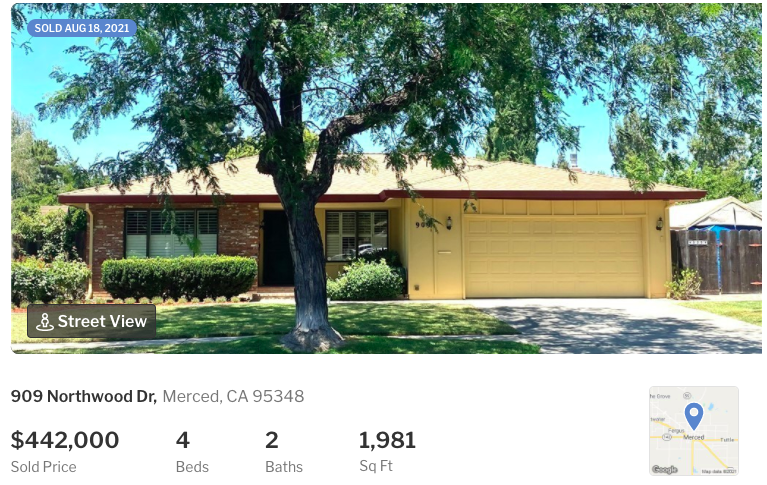 SOLD AUG 18, 2021
Street View
909 Northwood Dr, Merced, CA 95348
$442,000 4 2 1,981
Sold Price Beds Baths Sq Ft
Fergus
Merced
Tuttle
Google
Map data ©2021